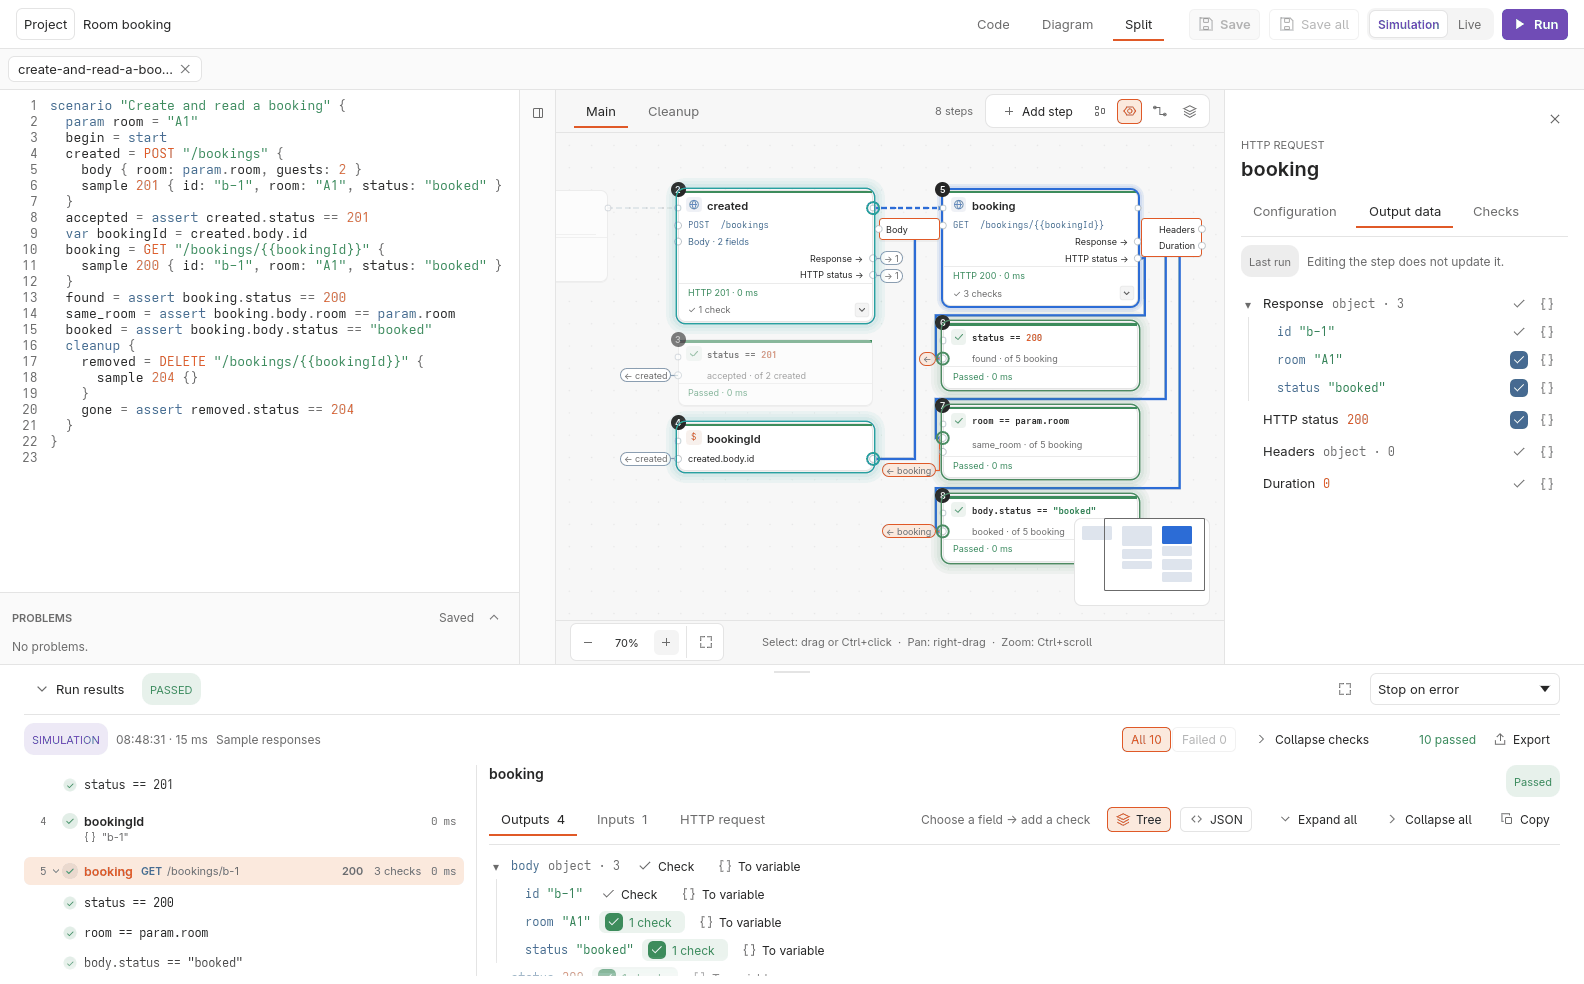 Project Room booking
Code Diagram Split Save Save all Simulation Live Run
create-and-read-a-boo...
1 scenario "Create and read a booking" {
2 param room = "A1"
3 begin = start
4 created = POST "/bookings" {
5 body { room: param.room, guests: 2 }
6 sample 201 { id: "b-1", room: "A1", status: "booked" }
7 }
8 accepted = assert created.status == 201
9 var bookingId = created.body.id
10 booking = GET "/bookings/{{bookingId}}" {
11 sample 200 { id: "b-1", room: "A1", status: "booked" }
12 }
13 found = assert booking.status == 200
14 same_room = assert booking.body.room == param.room
15 booked = assert booking.body.status == "booked"
16 cleanup {
17 removed = DELETE "/bookings/{{bookingId}}" {
18 sample 204 {}
19 }
20 gone = assert removed.status == 204
21 }
22 }
23
PROBLEMS Saved
No problems.
Main Cleanup 8 steps + Add step
2
created
POST /bookings
Body · 2 fields
Response →
HTTP status →
HTTP 201 · 0 ms
✓ 1 check
→ 1
→ 1
Body
3
status == 201
← created
accepted · of 2 created
Passed · 0 ms
4
bookingId
← created
created.body.id
5
booking
GET /bookings/{{bookingId}}
Response →
HTTP status →
HTTP 200 · 0 ms
✓ 3 checks
Headers
Duration
6
status == 200
←
found · of 5 booking
Passed · 0 ms
7
room == param.room
same_room · of 5 booking
← booking
Passed · 0 ms
8
body.status == "booked"
← booking
booked · of 5 booking
Passed · 0 ms
− 70% +
Select: drag or Ctrl+click · Pan: right-drag · Zoom: Ctrl+scroll
HTTP REQUEST
booking
Configuration Output data Checks
Last run Editing the step does not update it.
Response object · 3 {}
id "b-1"
room "A1" {}
status "booked" {}
HTTP status 200 {}
Headers object · 0 {}
Duration 0 {}
Run results PASSED
Stop on error
SIMULATION 08:48:31 · 15 ms Sample responses
All 10 Failed 0 Collapse checks 10 passed Export
status == 201
4 bookingId 0 ms
{} "b-1"
5 booking GET /bookings/b-1 200 3 checks 0 ms
status == 200
room == param.room
body.status == "booked"
booking
Passed
Outputs 4 Inputs 1 HTTP request
Choose a field → add a check Tree <> JSON Expand all Collapse all Copy
body object · 3 Check {} To variable
id "b-1" Check {} To variable
room "A1" 1 check {} To variable
status "booked" 1 check {} To variable